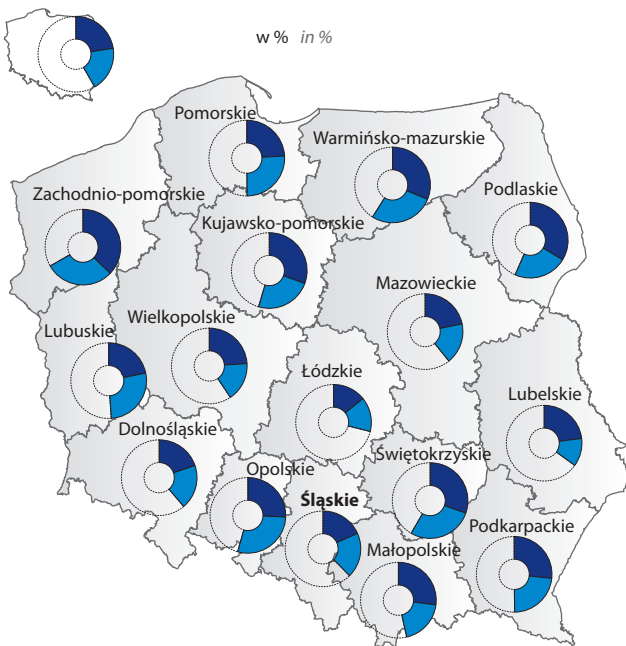 w % in %
Pomorskie
Warmińsko-mazurskie
Zachodnio-pomorskie
Podlaskie
Kujawsko-pomorskie
Mazowieckie
Wielkopolskie
Lubuskie
Łódzkie
Lubelskie
Dolnośląskie
Świętokrzyskie
Opolskie
Śląskie
Podkarpackie
Małopolskie